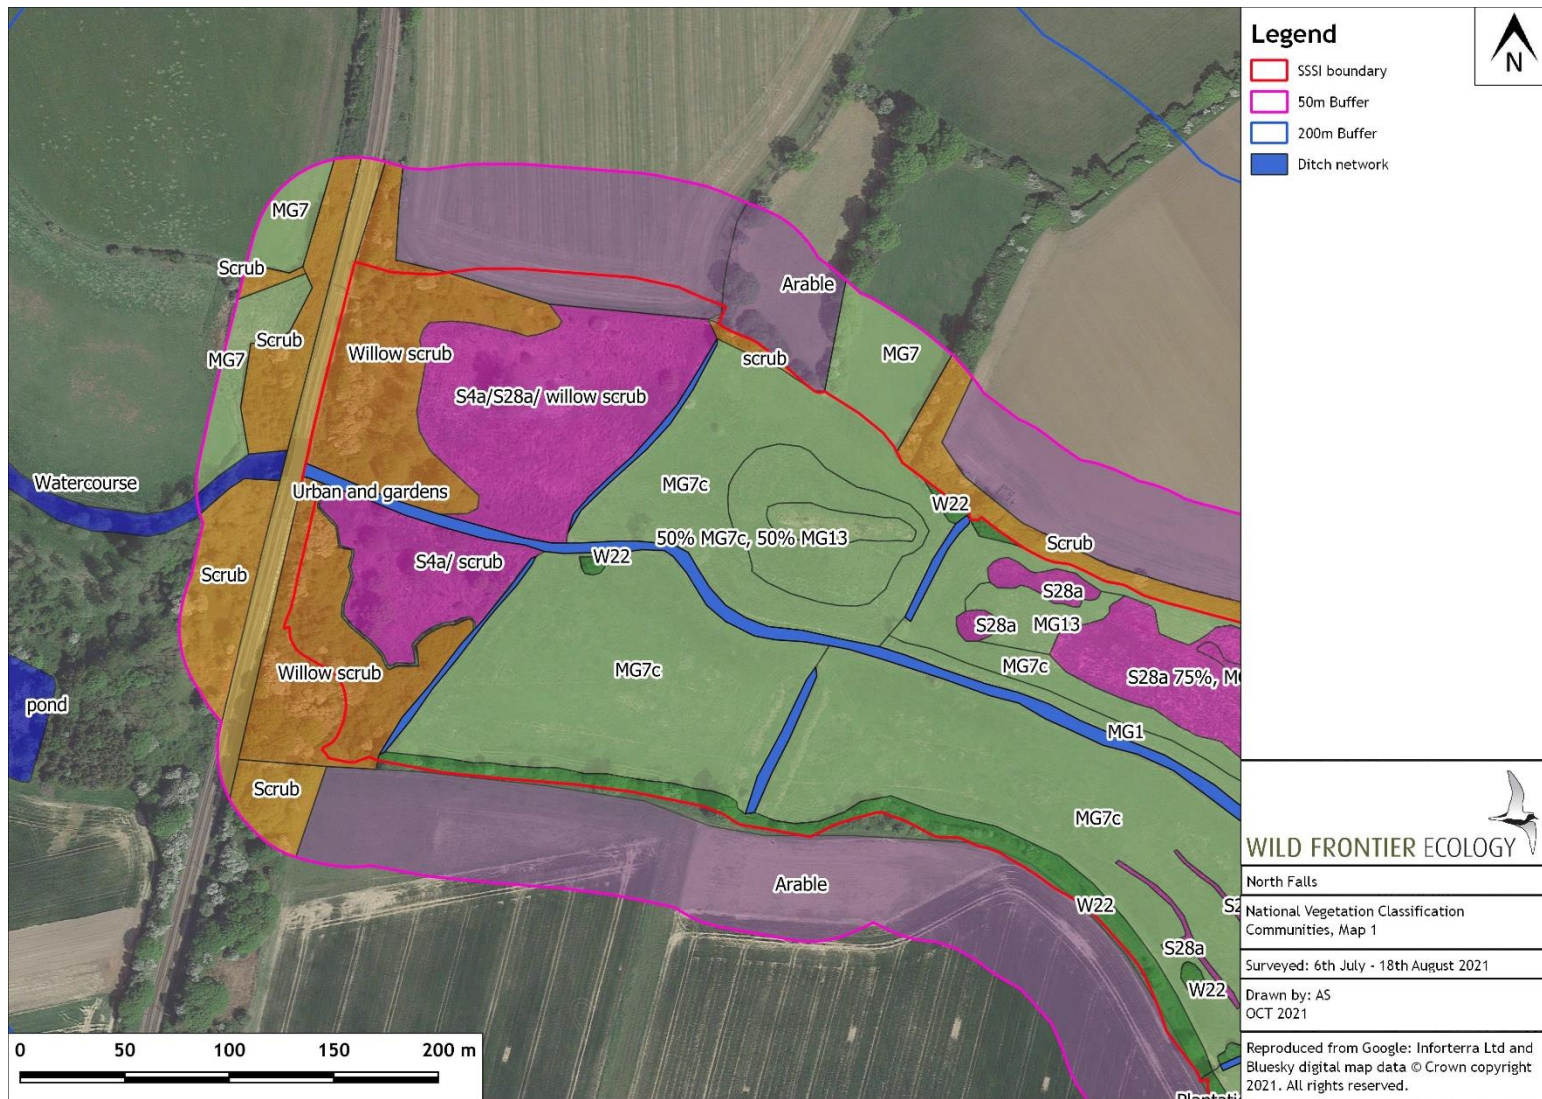 Legend
SSSI boundary
50m Buffer
200m Buffer
Ditch network
N
MG7
Scrub
Arable
Scrub
Willow scrub
scrub
MG7
MG7
S4a/S28a/ willow scrub
Watercourse
Urban and gardens
MG7c
W22
50% MG7c, 50% MG13
W22
Scrub
S4a/ scrub
Scrub
S28a
S28a
MG13
MG7c
MG7c
Willow scrub
S28a 75%, M
pond
MG1
Scrub
MG7c
Arable
W22
S28a
W22
WILD FRONTIER ECOLOGY
North Falls
National Vegetation Classification
Communities, Map 1
Surveyed: 6th July - 18th August 2021
Drawn by: AS
OCT 2021
Reproduced from Google: Inforterra Ltd and
Bluesky digital map data © Crown copyright
2021. All rights reserved.
0 50 100 150 200 m